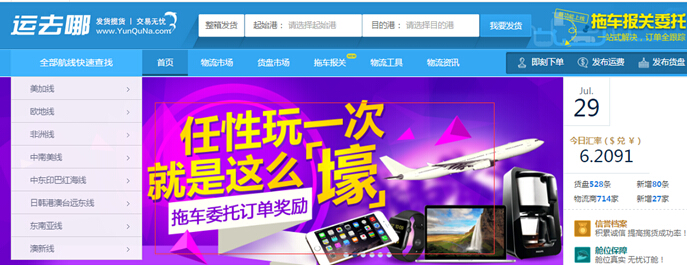 运去哪
发货揽货 | 交易无忧
www.YunQuNa.com
整箱发货
起始港： 请选择起始港
目的港： 请选择目的港
我要发货
拖车报关委托
一站式解决，订单全跟踪
全部航线快速查找
首页
物流市场
货盘市场
拖车报关
物流工具
物流资讯
即刻下单
发布运费
发布货盘
美加线
欧地线
非洲线
中南美线
中东印巴红海线
日韩港澳台远东线
东南亚线
澳新线
任性玩一次
就是这么「壕」
拖车委托订单奖励
Jul.
29
今日汇率 ( $ 兑 ￥ )
6.2091
货盘528条 新增80条
物流商714家 新增27家
信誉档案
积累诚信 提高揽货成功率！
舱位保障
舱位真实 无忧订舱！